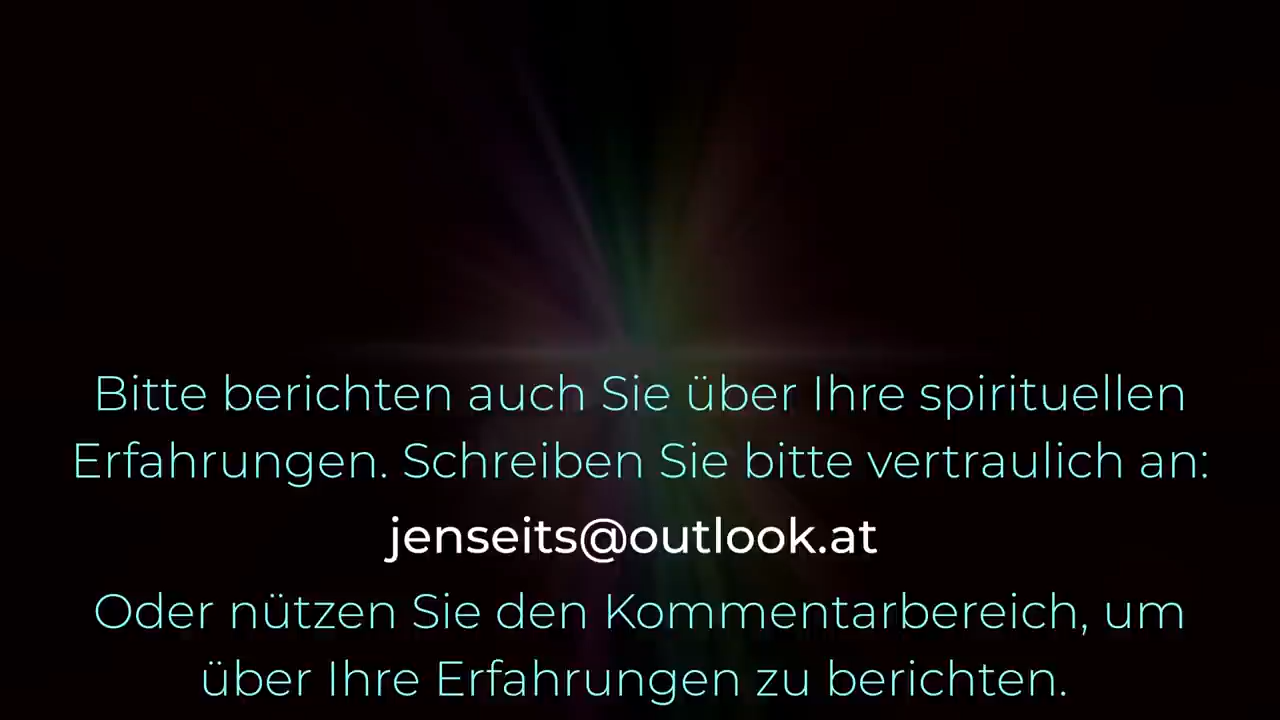 Bitte berichten auch Sie über Ihre spirituellen
Erfahrungen. Schreiben Sie bitte vertraulich an:
jenseits@outlook.at
Oder nützen Sie den Kommentarbereich, um
über Ihre Erfahrungen zu berichten.